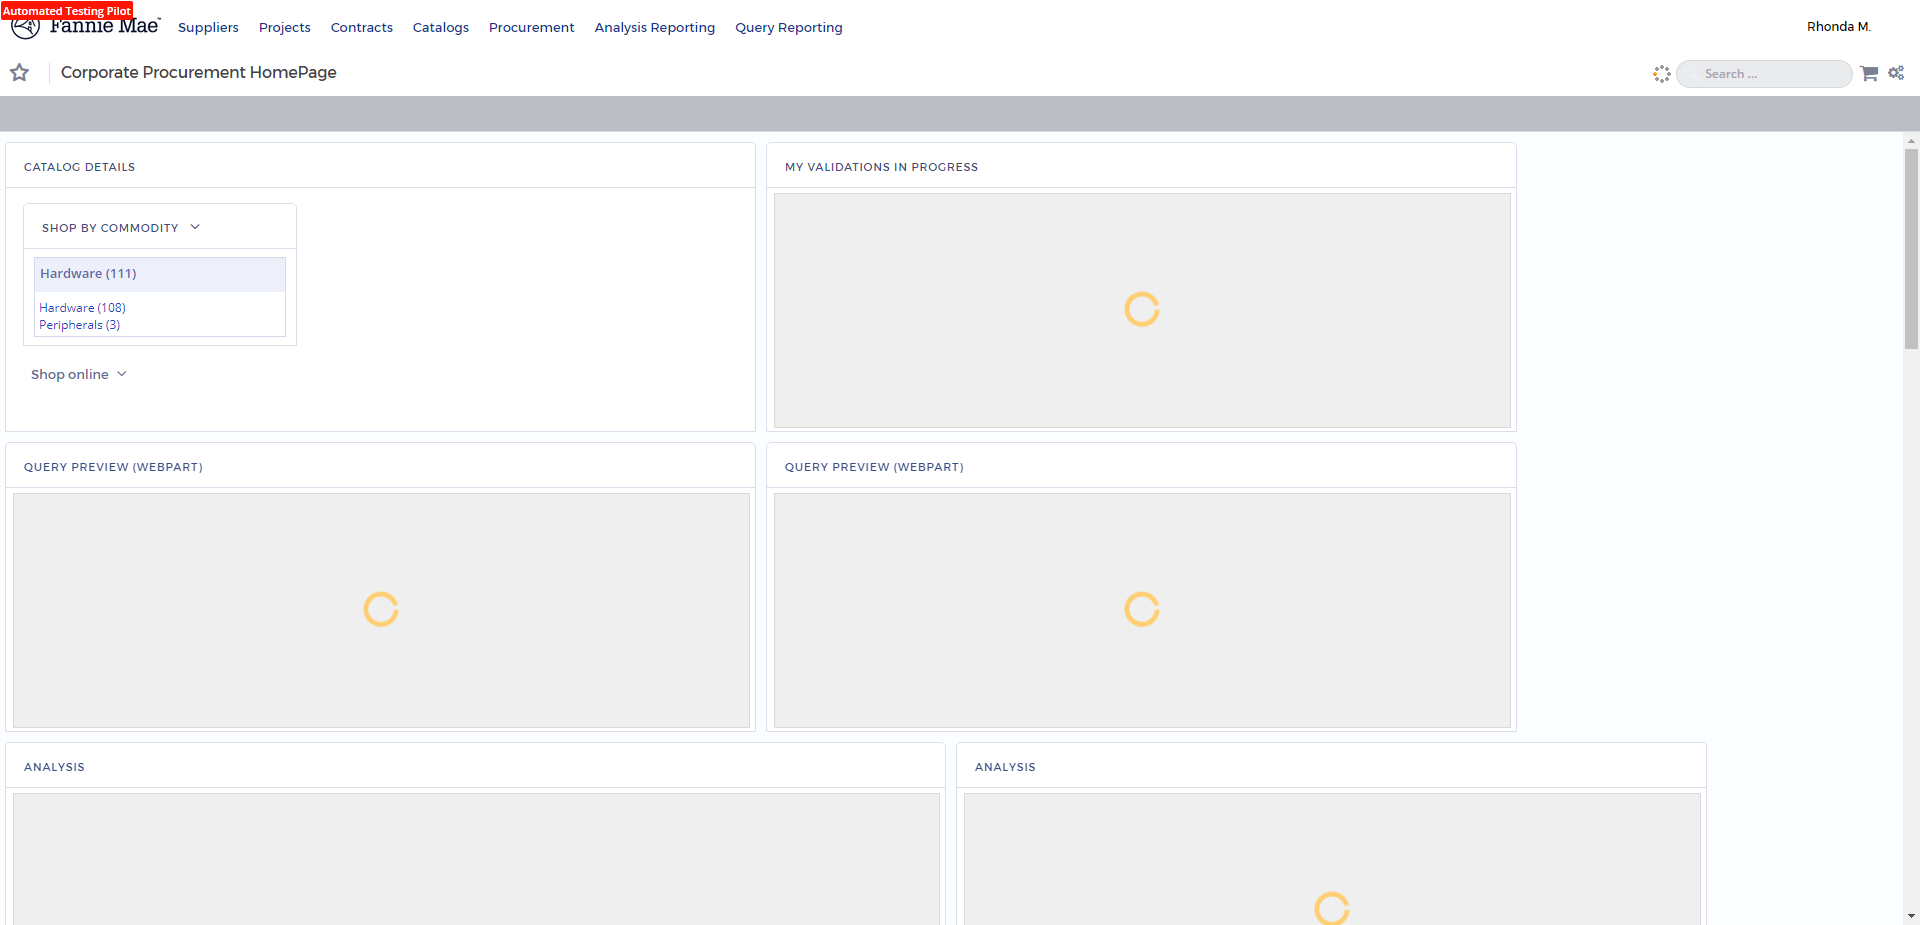 Automated Testing Pilot
Fannie Mae
Suppliers
Projects
Contracts
Catalogs
Procurement
Analysis Reporting
Query Reporting
Rhonda M.
Corporate Procurement HomePage
Search ...
CATALOG DETAILS
SHOP BY COMMODITY
Hardware (111)
Hardware (108)
Peripherals (3)
Shop online
MY VALIDATIONS IN PROGRESS
QUERY PREVIEW (WEBPART)
QUERY PREVIEW (WEBPART)
ANALYSIS
ANALYSIS